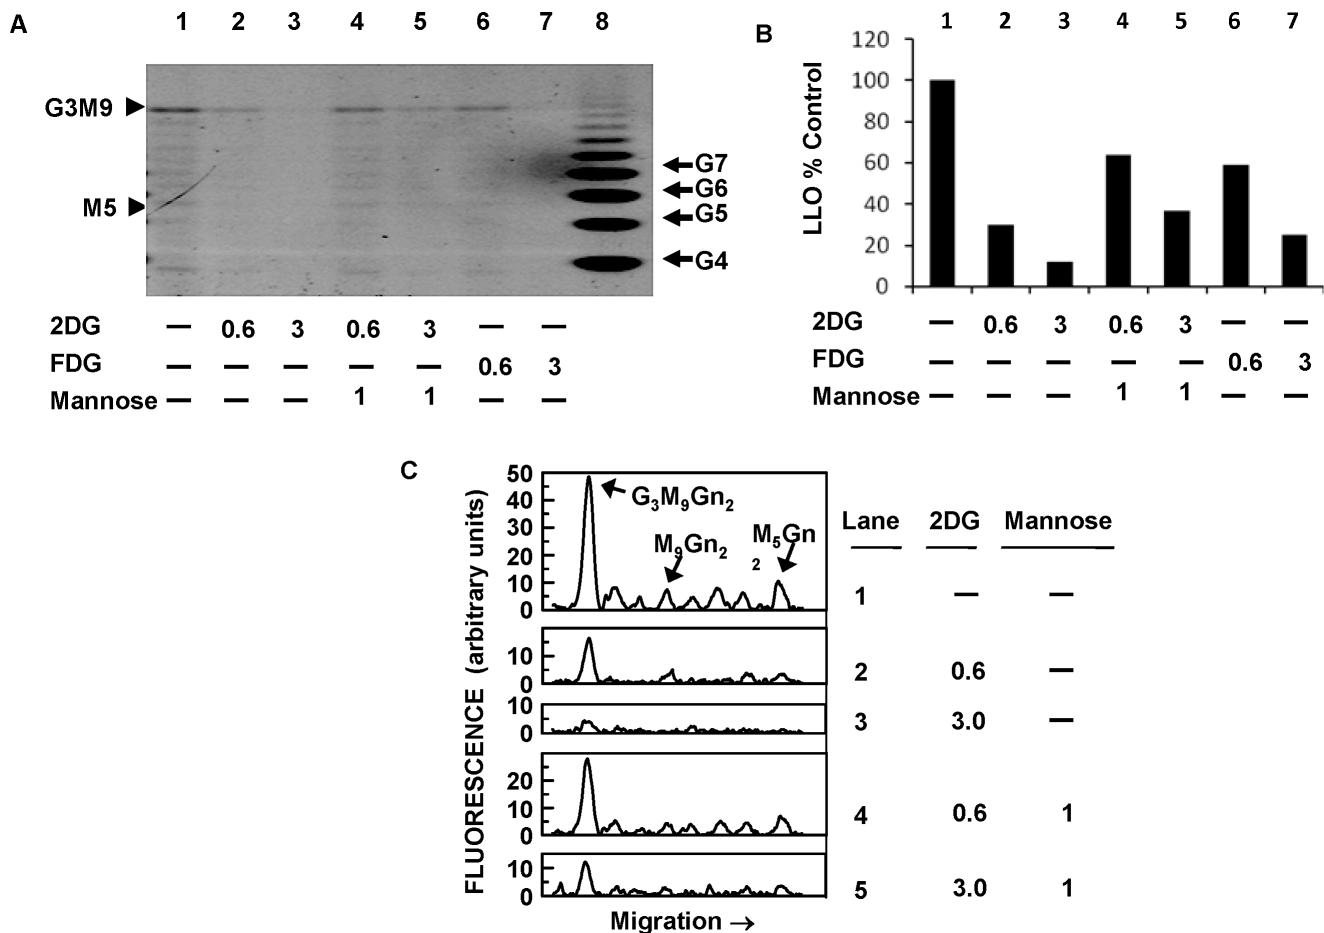 A
1 2 3 4 5 6 7 8
G3M9
M5
G7
G6
G5
G4
2DG — 0.6 3 0.6 3 — —
FDG — — — — — 0.6 3
Mannose — — — 1 1 — —
B
1 2 3 4 5 6 7
LLO % Control
120
100
80
60
40
20
0
2DG — 0.6 3 0.6 3 — —
FDG — — — — — 0.6 3
Mannose — — — 1 1 — —
C
FLUORESCENCE (arbitrary units)
50
40
30
20
10
0
G3M9Gn2
M9Gn2
M5Gn
2
10
0
10
0
20
10
0
10
0
Migration →
Lane 2DG Mannose
1 — —
2 0.6 —
3 3.0 —
4 0.6 1
5 3.0 1